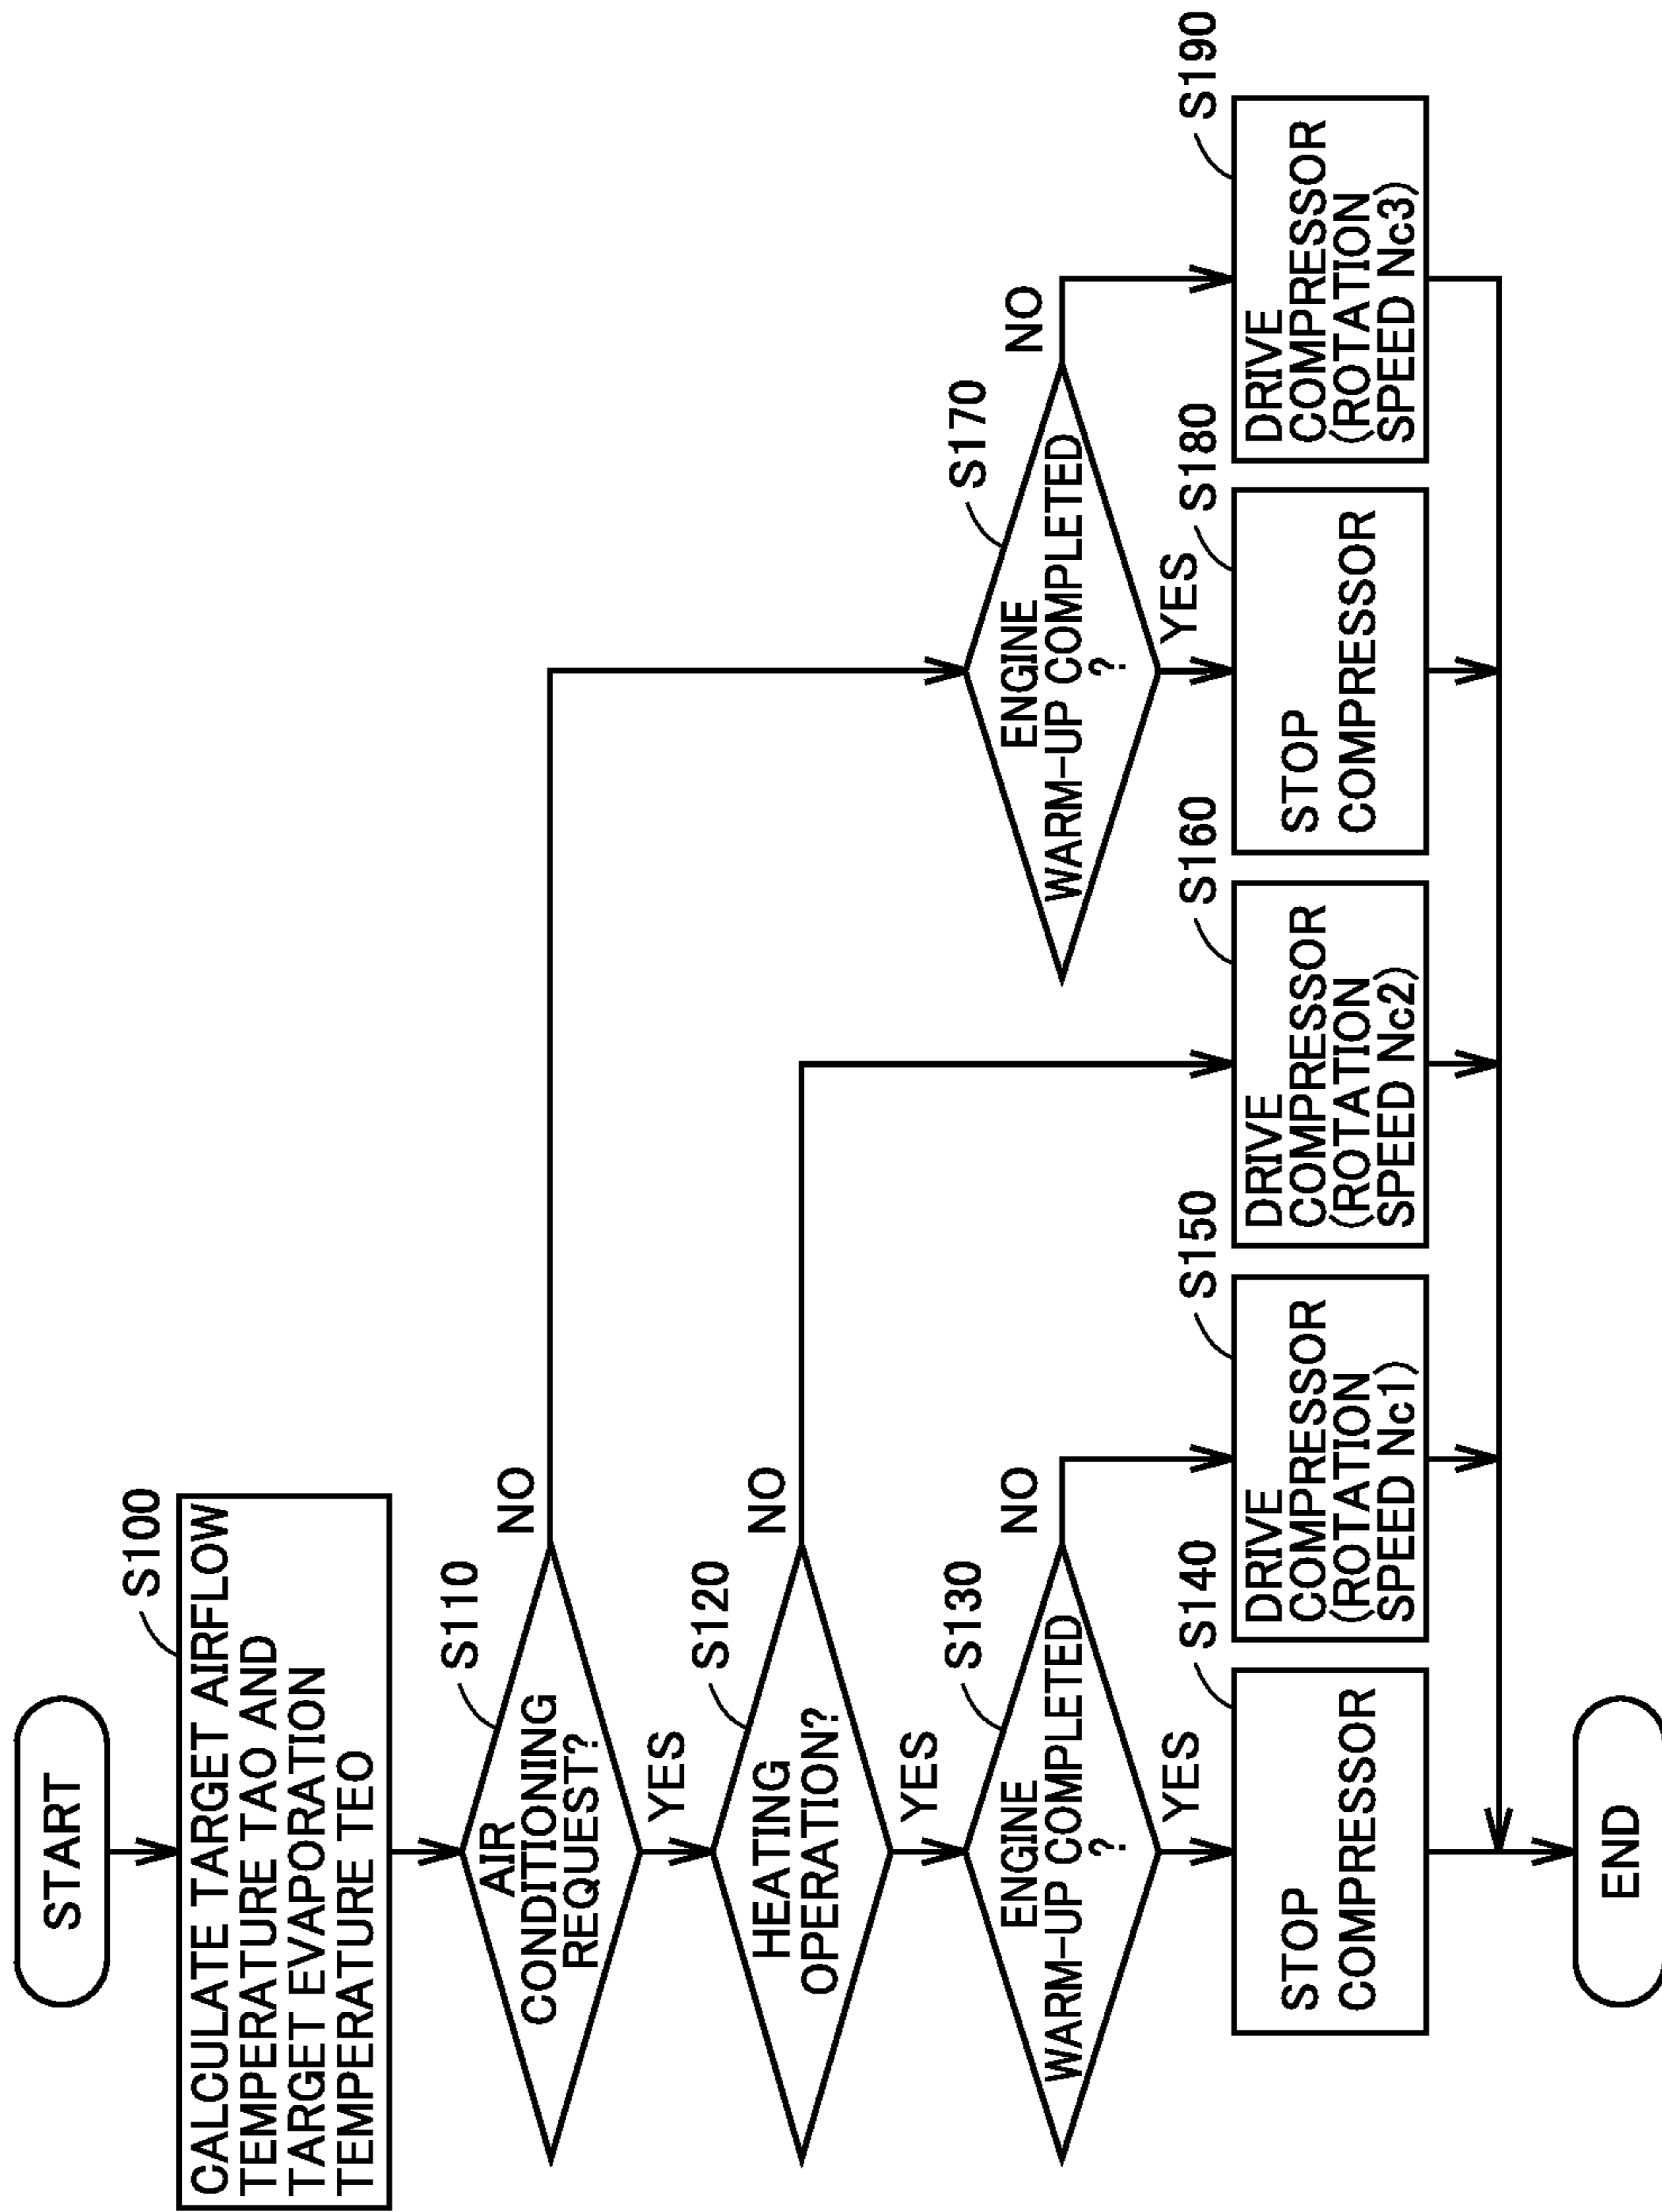 START
S100
CALCULATE TARGET AIRFLOW
TEMPERATURE TAO AND
TARGET EVAPORATION
TEMPERATURE TEO
S110
AIR
CONDITIONING
REQUEST?
NO
YES
S120
HEATING
OPERATION?
NO
YES
S130
ENGINE
WARM-UP COMPLETED
?
NO
YES
S170
ENGINE
WARM-UP COMPLETED
?
NO
YES
S140
STOP
COMPRESSOR
S150
DRIVE
COMPRESSOR
(ROTATION
SPEED Nc1)
S160
DRIVE
COMPRESSOR
(ROTATION
SPEED Nc2)
S180
STOP
COMPRESSOR
S190
DRIVE
COMPRESSOR
(ROTATION
SPEED Nc3)
END